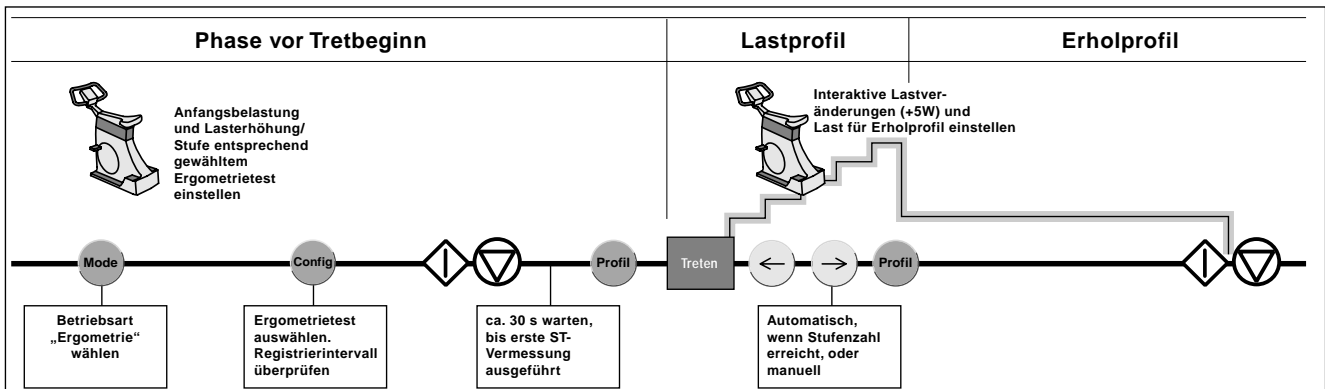 Phase vor Tretbeginn
Lastprofil
Erholprofil
Anfangsbelastung
und Lasterhöhung/
Stufe entsprechend
gewähltem
Ergometrietest
einstellen
Interaktive Lastver-
änderungen (+5W) und
Last für Erholprofil einstellen
Mode
Config
Profil
Treten
Profil
Betriebsart
„Ergometrie“
wählen
Ergometrietest
auswählen.
Registrierintervall
überprüfen
ca. 30 s warten,
bis erste ST-
Vermessung
ausgeführt
Automatisch,
wenn Stufenzahl
erreicht, oder
manuell